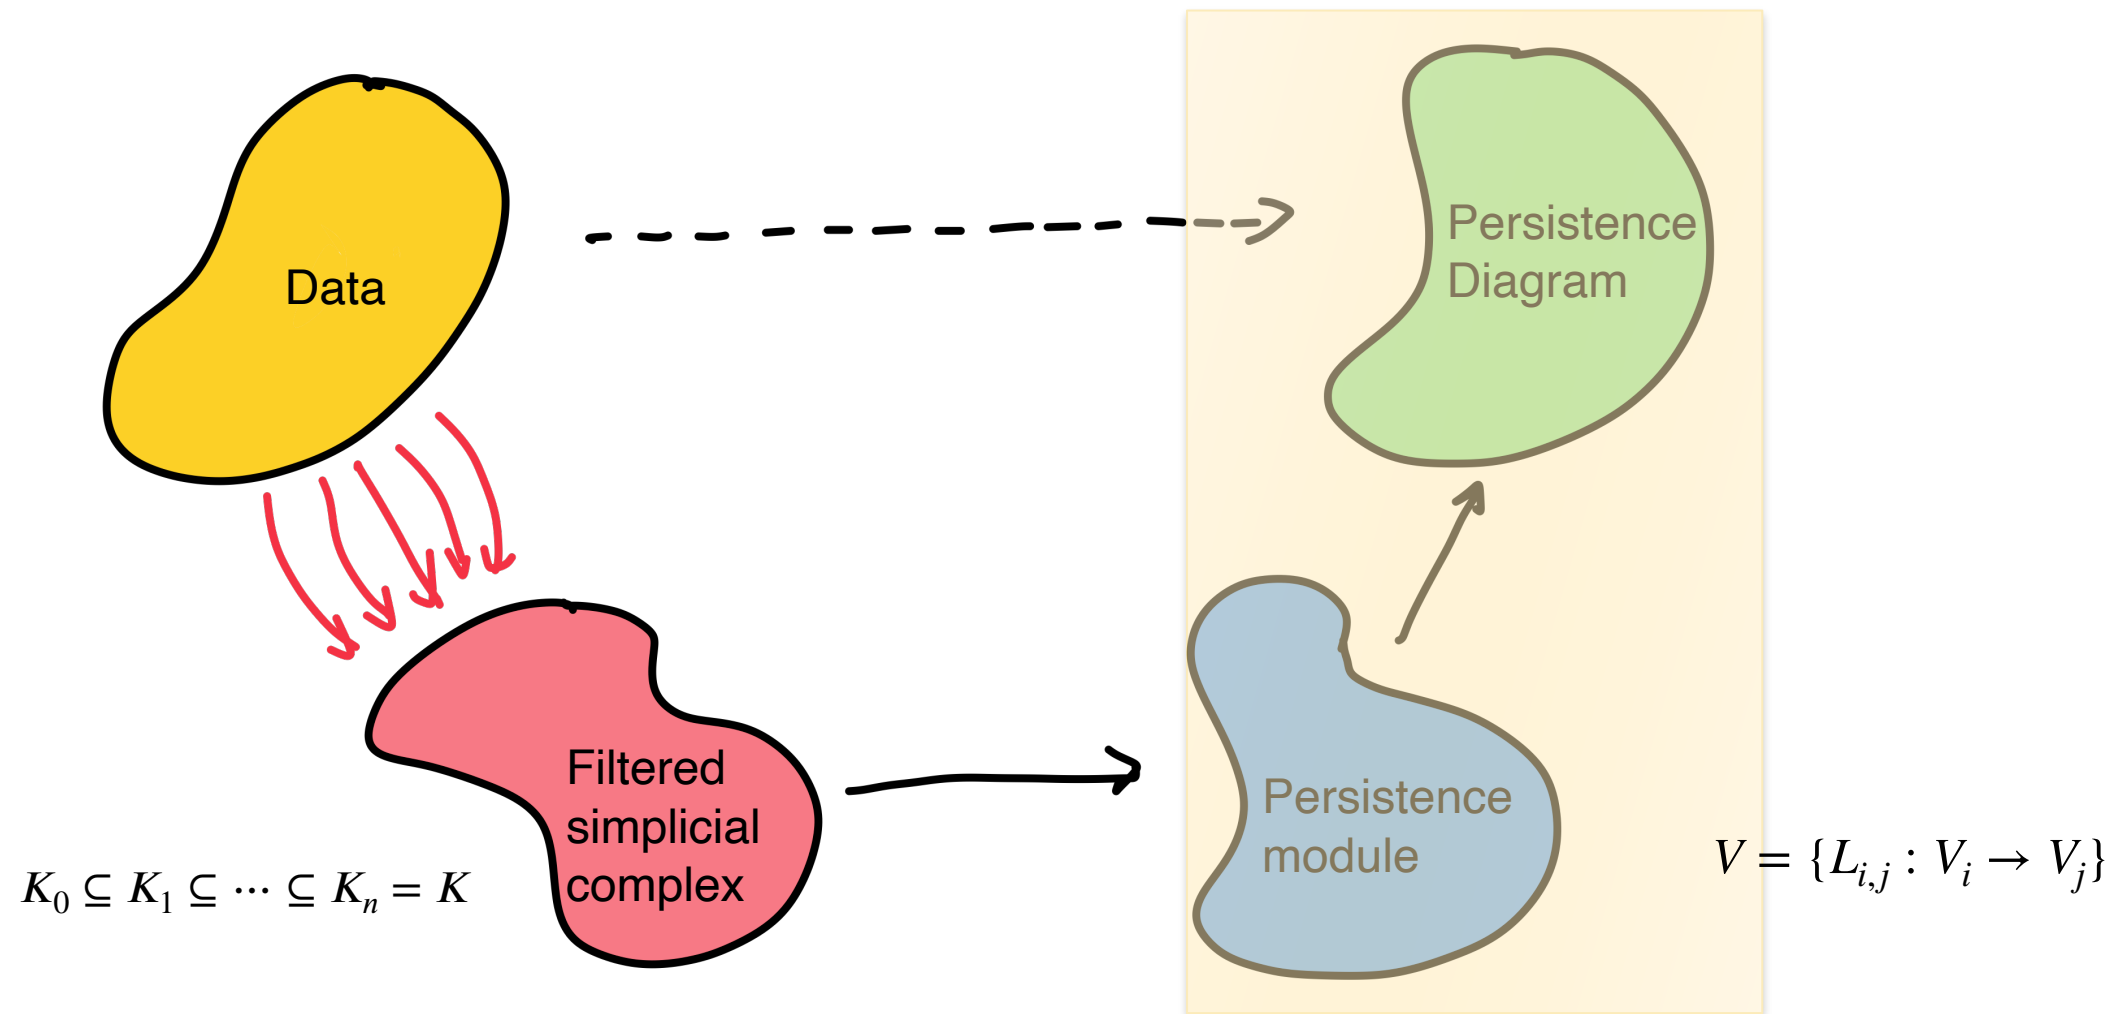 Data
Persistence
Diagram
Filtered
simplicial
complex
Persistence
module
K₀ ⊆ K₁ ⊆ ⋯ ⊆ Kₙ = K
V = {L_{i,j} : V_i → V_j}